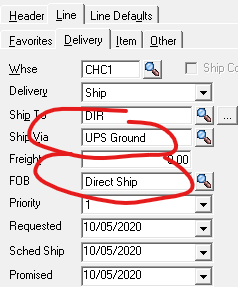 Header Line Line Defaults
Favorites Delivery Item Other
Whse CHC1 Ship Co
Delivery Ship
Ship To DIR ...
Ship Via UPS Ground
Freight 0.00
FOB Direct Ship
Priority 1
Requested 10/05/2020
Sched Ship 10/05/2020
Promised 10/05/2020